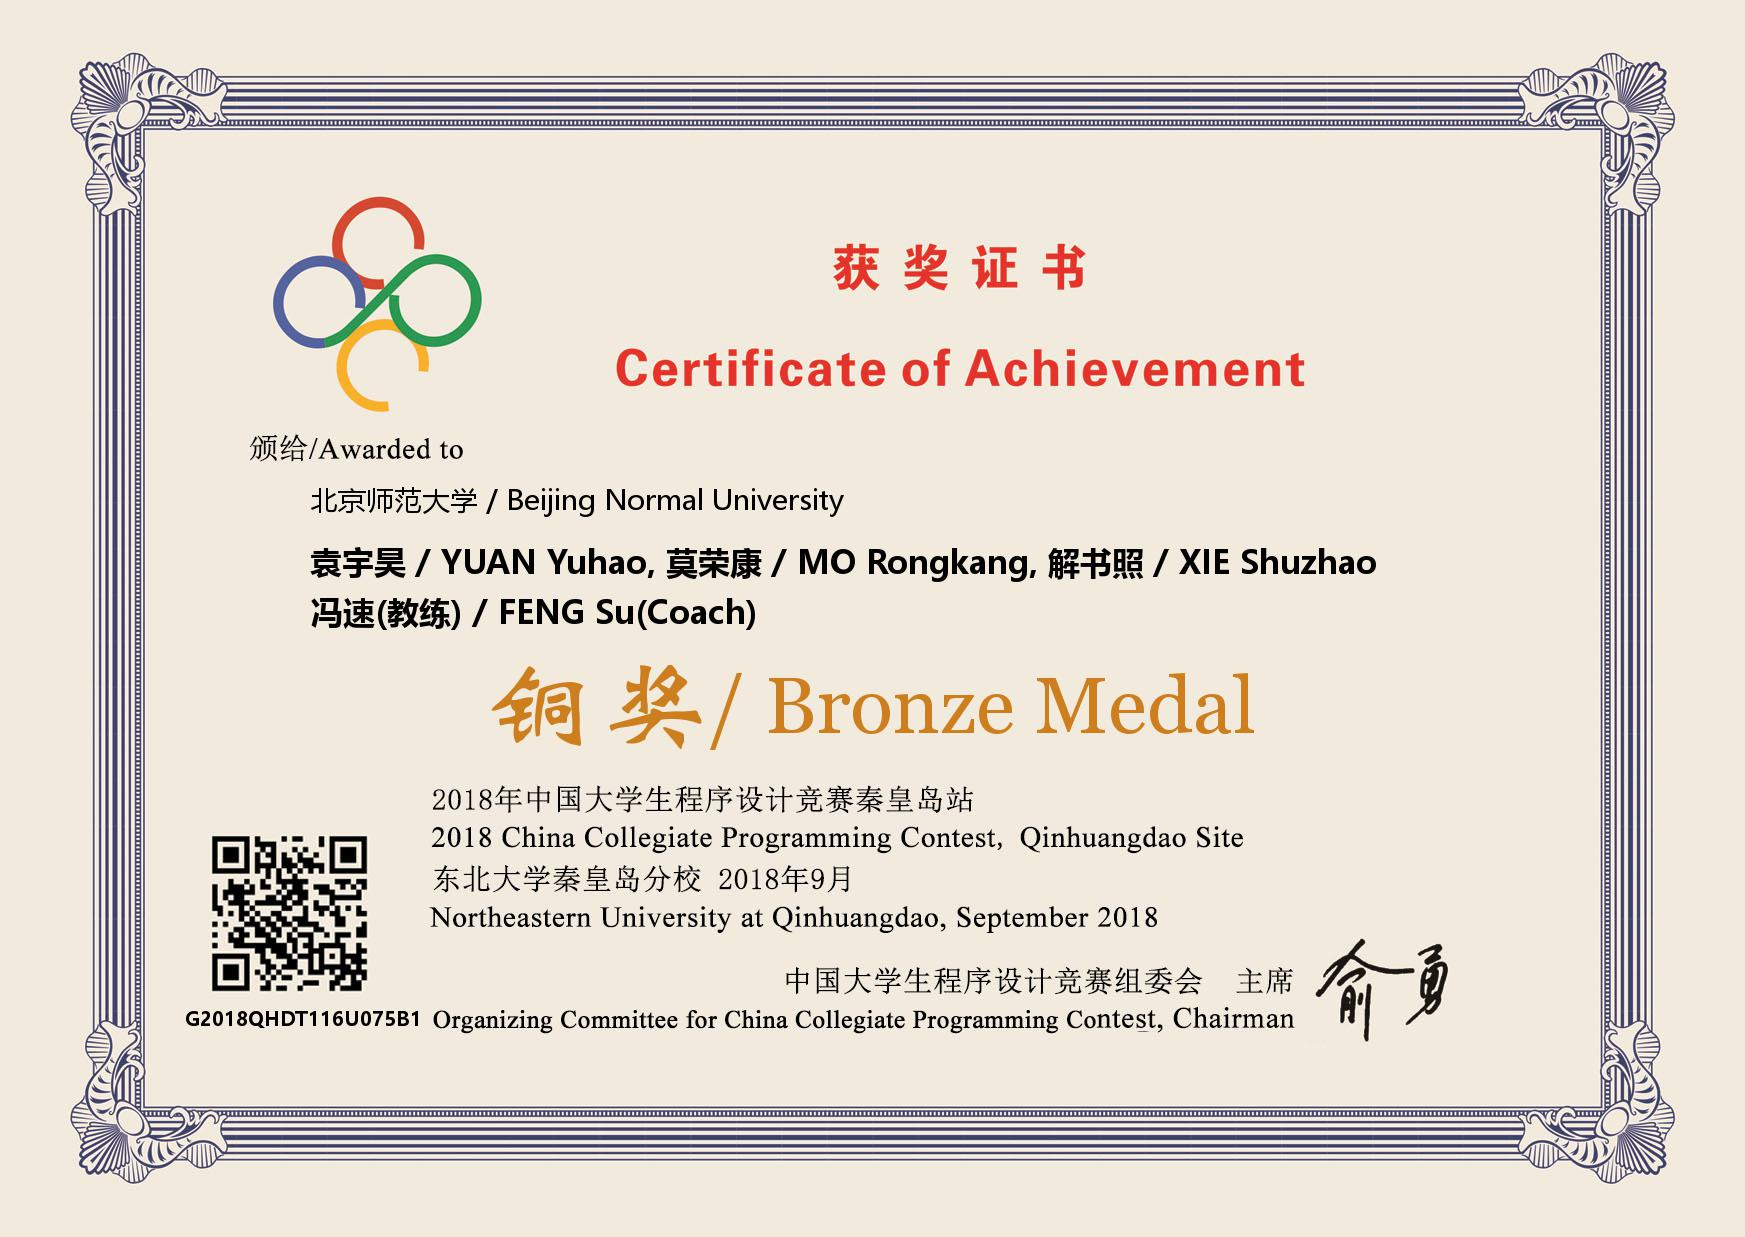 获奖证书
Certificate of Achievement
颁给/Awarded to
北京师范大学 / Beijing Normal University
袁宇昊 / YUAN Yuhao, 莫荣康 / MO Rongkang, 解书照 / XIE Shuzhao
冯速(教练) / FENG Su(Coach)
铜奖/ Bronze Medal
2018年中国大学生程序设计竞赛秦皇岛站
2018 China Collegiate Programming Contest, Qinhuangdao Site
东北大学秦皇岛分校 2018年9月
Northeastern University at Qinhuangdao, September 2018
中国大学生程序设计竞赛组委会 主席 俞勇
G2018QHDT116U075B1 Organizing Committee for China Collegiate Programming Contest, Chairman